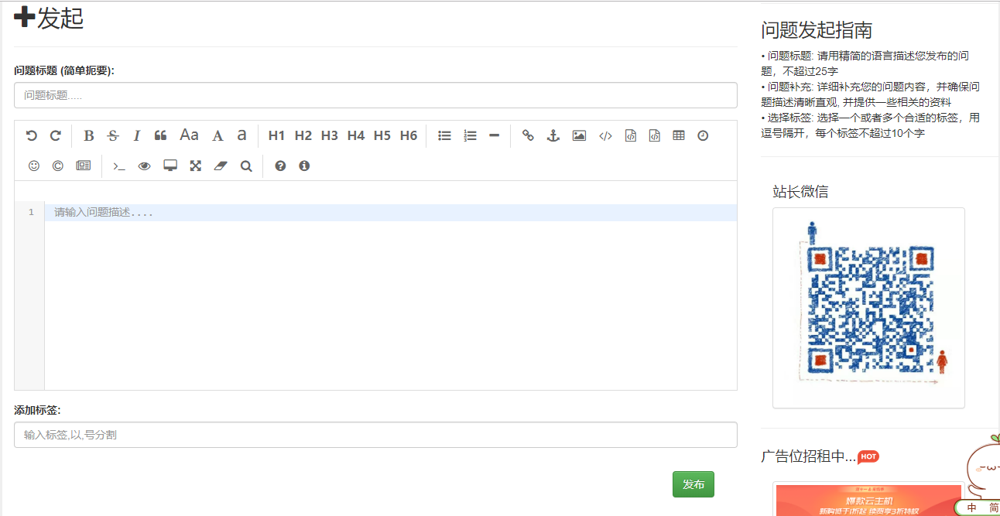 发起
问题标题 (简单扼要):
问题标题.....
B S I Aa A a H1 H2 H3 H4 H5 H6
1 请输入问题描述....
添加标签:
输入标签,以,号分割
发布
问题发起指南
• 问题标题: 请用精简的语言描述您发布的问
题，不超过25字
• 问题补充: 详细补充您的问题内容，并确保问
题描述清晰直观, 并提供一些相关的资料
• 选择标签: 选择一个或者多个合适的标签，用
逗号隔开，每个标签不超过10个字
站长微信
广告位招租中...HOT
爆款云主机
新购低于1折起 续费享3折特权
中 简